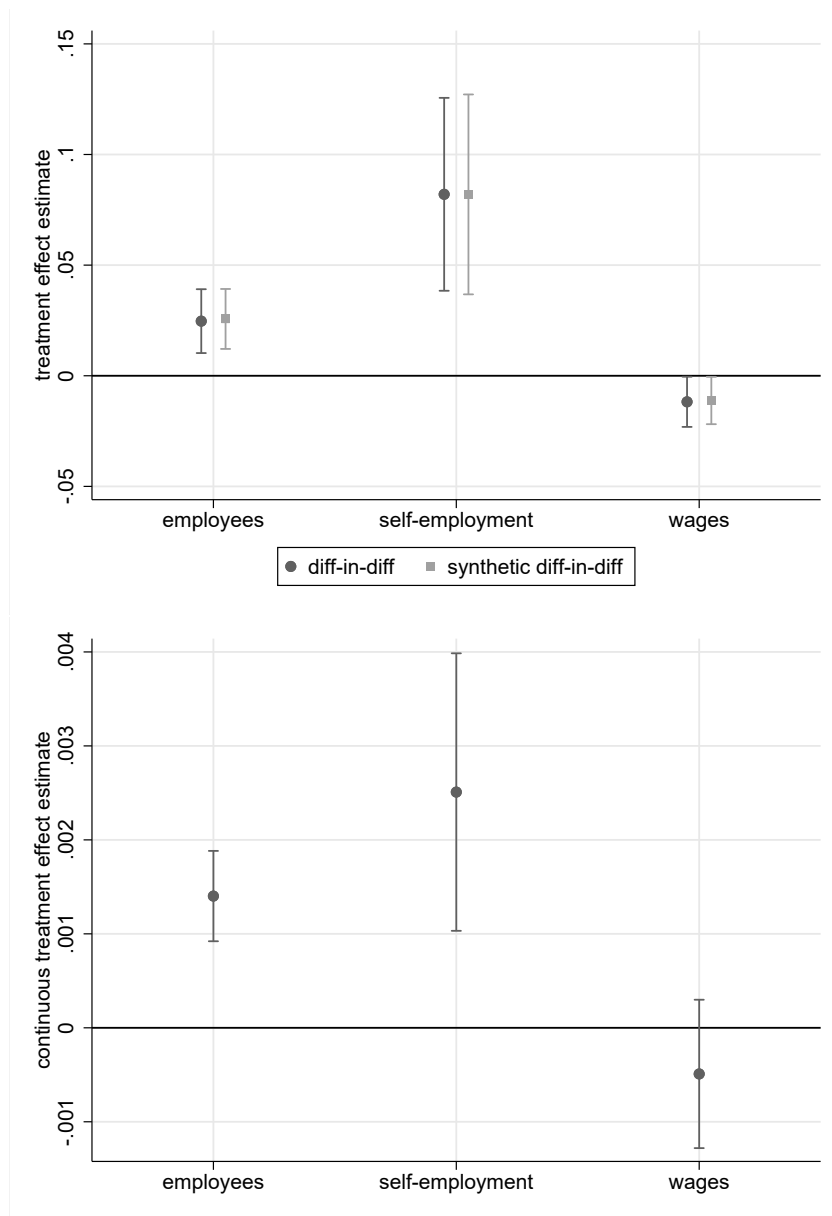 treatment effect estimate
.15
.1
.05
0
-.05
employees self-employment wages
diff-in-diff synthetic diff-in-diff
continuous treatment effect estimate
.004
.003
.002
.001
0
-.001
employees self-employment wages